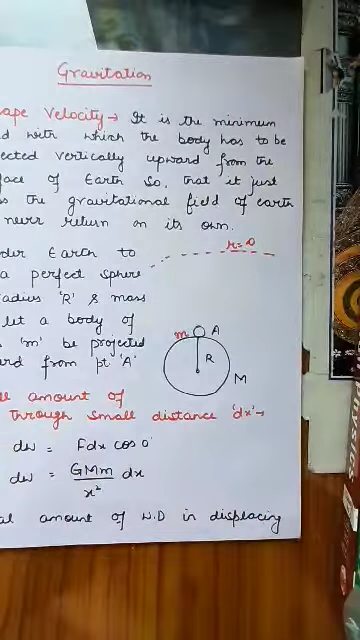 Gravitation
ape Velocity → It is the minimum
d with which the body has to be
ected vertically upward from the
face of Earth So, that it just
s the gravitational field of earth
never return on its own.
der Earth to
a perfect sphere
adius 'R' & mass
let a body of
'm' be projected
ard from pt 'A'
m A
R
M
amount of
through small distance 'dx' →
dw = Fdx cos 0°
dw = GMm/x² dx
al amount of W.D in displacing